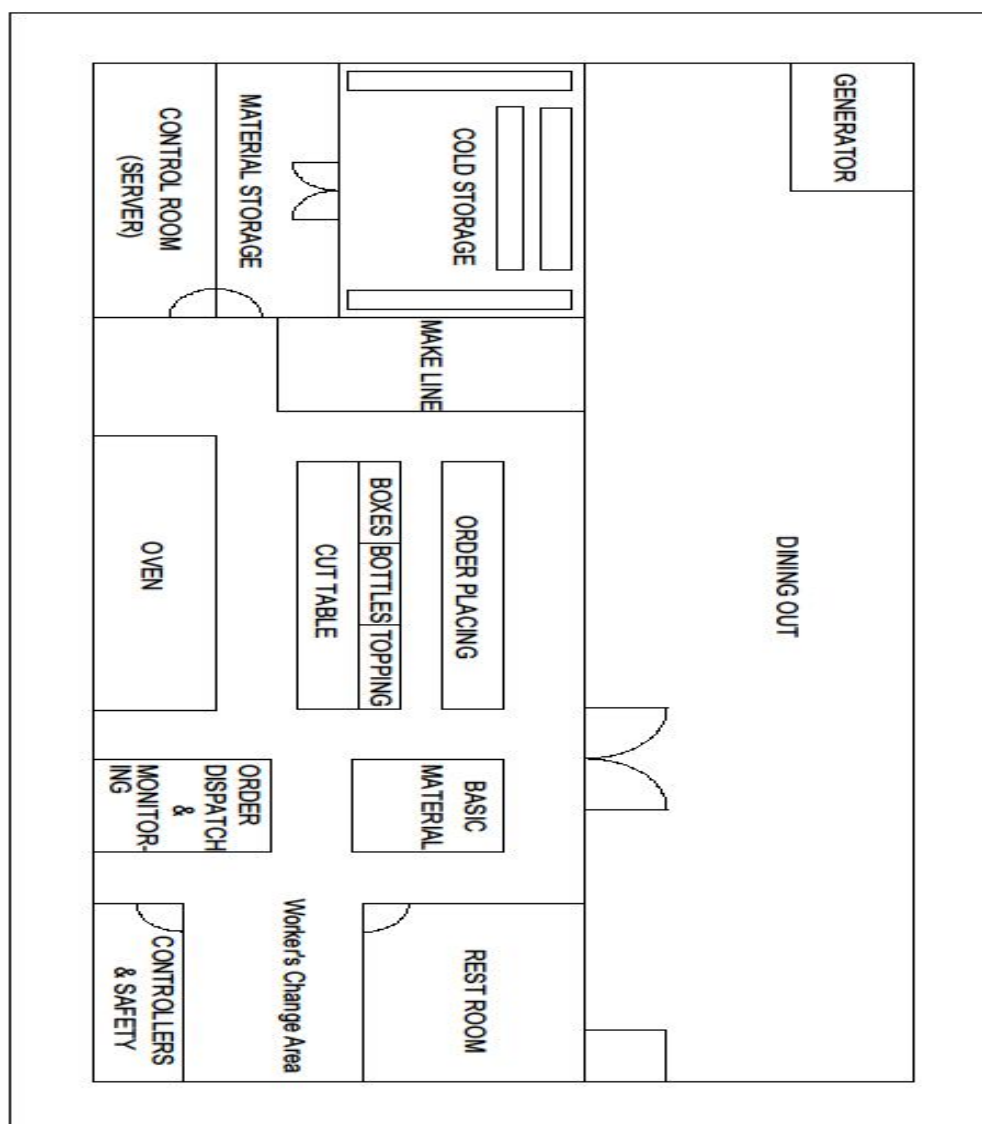 GENERATOR
COLD STORAGE
MATERIAL STORAGE
CONTROL ROOM
(SERVER)
MAKE LINE
DINING OUT
ORDER PLACING
BOXES
BOTTLES
TOPPING
CUT TABLE
OVEN
BASIC
MATERIAL
ORDER
DISPATCH
&
MONITOR-
ING
REST ROOM
Worker's Change Area
CONTROLLERS
& SAFETY